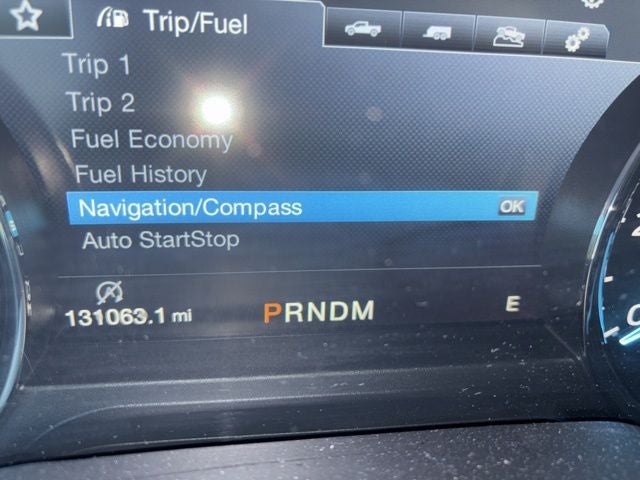 Trip/Fuel
Trip 1
Trip 2
Fuel Economy
Fuel History
Navigation/Compass OK
Auto StartStop
131063.1 mi PRNDM E